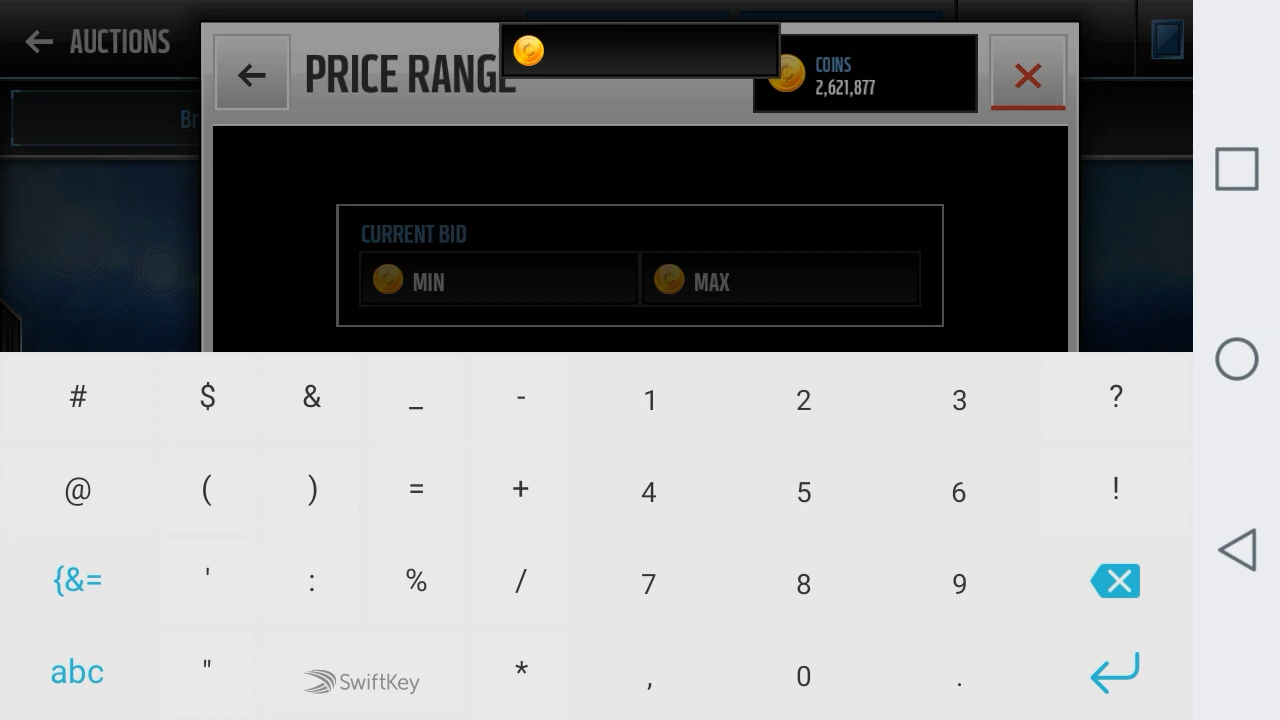 AUCTIONS
PRICE RANGE
COINS
2,621,877
Br
CURRENT BID
MIN MAX
# $ & _ - 1 2 3 ?
@ ( ) = + 4 5 6 !
{&= ' : % / 7 8 9
abc " SwiftKey * , 0 .